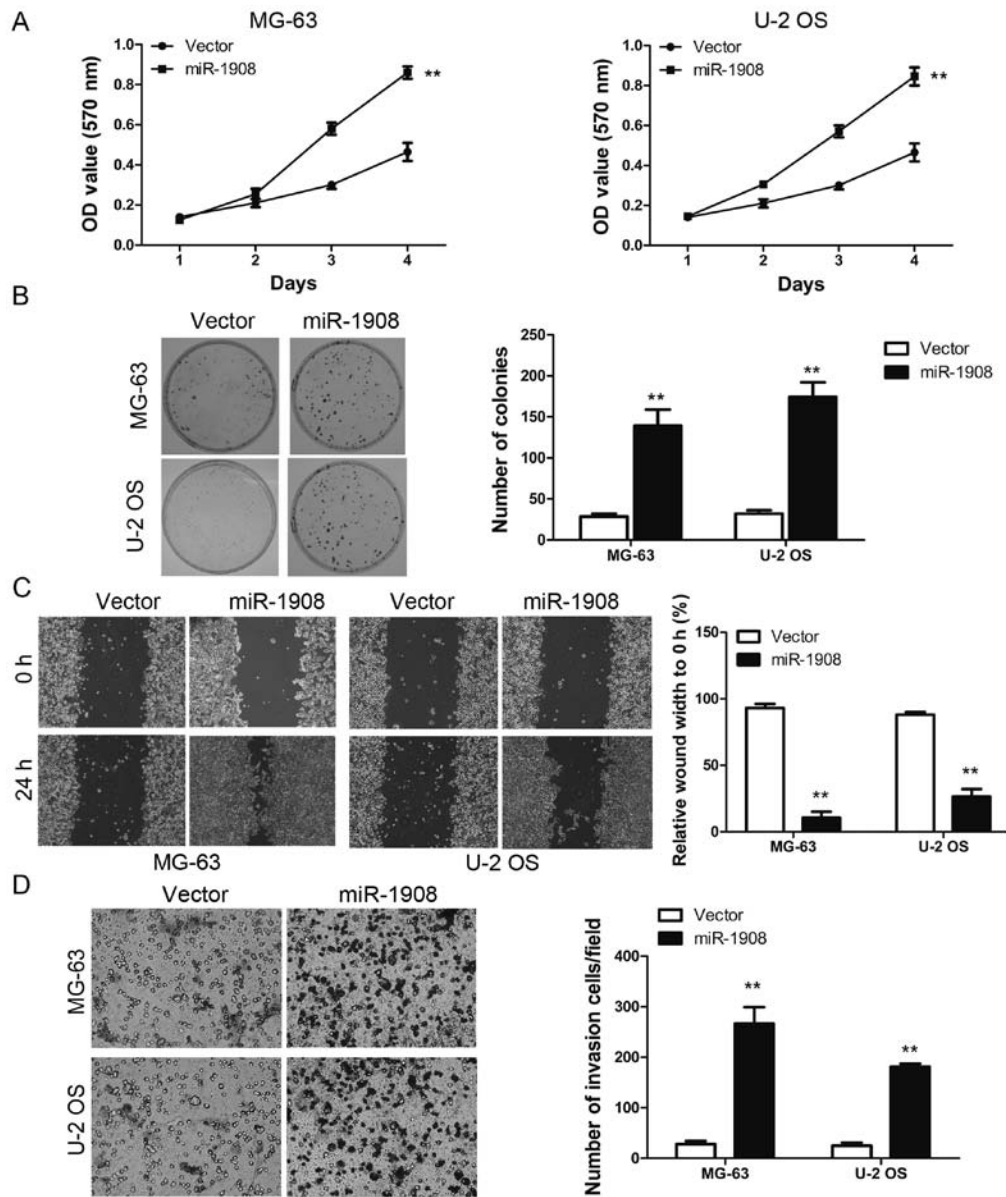 A
MG-63
U-2 OS
Vector
miR-1908
Vector
miR-1908
OD value (570 nm)
1.0
0.8
0.6
0.4
0.2
0.0
**
1 2 3 4
Days
OD value (570 nm)
1.0
0.8
0.6
0.4
0.2
0.0
**
1 2 3 4
Days
B
Vector miR-1908
MG-63
U-2 OS
Number of colonies
250
200
150
100
50
0
** **
MG-63 U-2 OS
Vector
miR-1908
C
Vector miR-1908 Vector miR-1908
0 h
24 h
MG-63 U-2 OS
Relative wound width to 0 h (%)
150
100
50
0
Vector
miR-1908
** **
MG-63 U-2 OS
D
Vector miR-1908
MG-63
U-2 OS
Number of invasion cells/field
400
300
200
100
0
Vector
miR-1908
** **
MG-63 U-2 OS